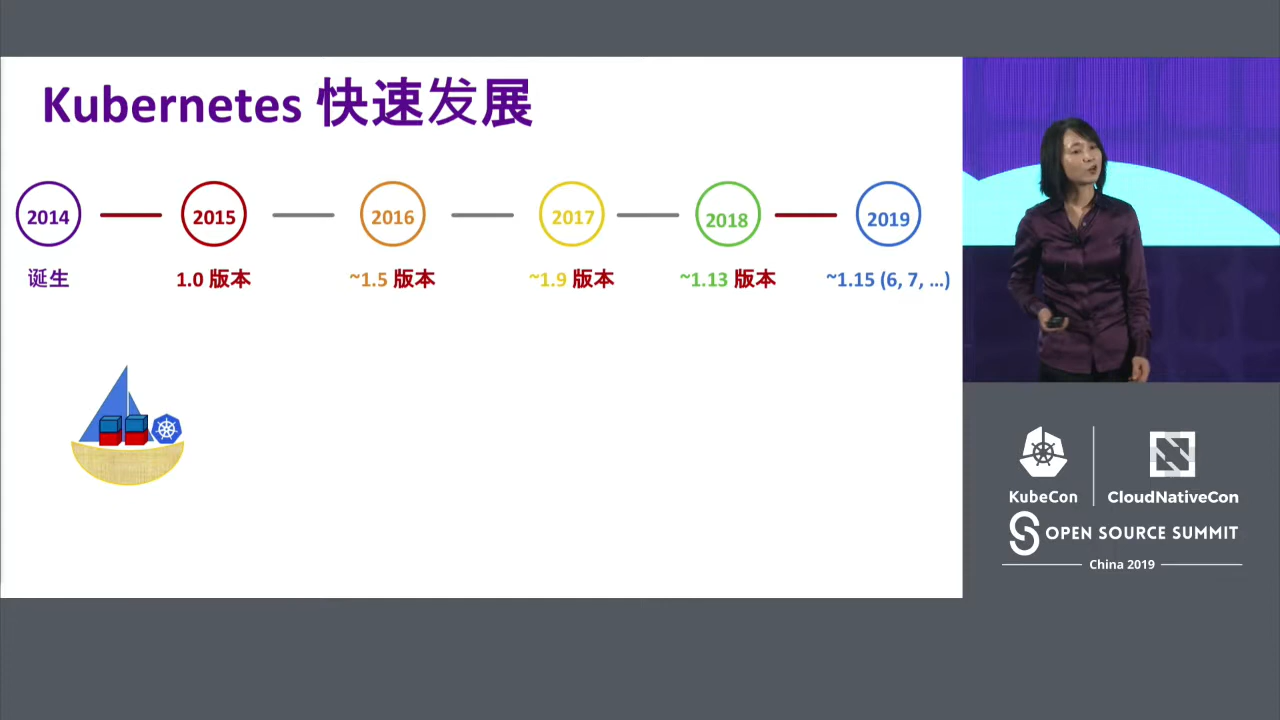 Kubernetes 快速发展
2014
2015
2016
2017
2018
2019
诞生
1.0 版本
~1.5 版本
~1.9 版本
~1.13 版本
~1.15 (6, 7, ...)
KubeCon
CloudNativeCon
OPEN SOURCE SUMMIT
China 2019